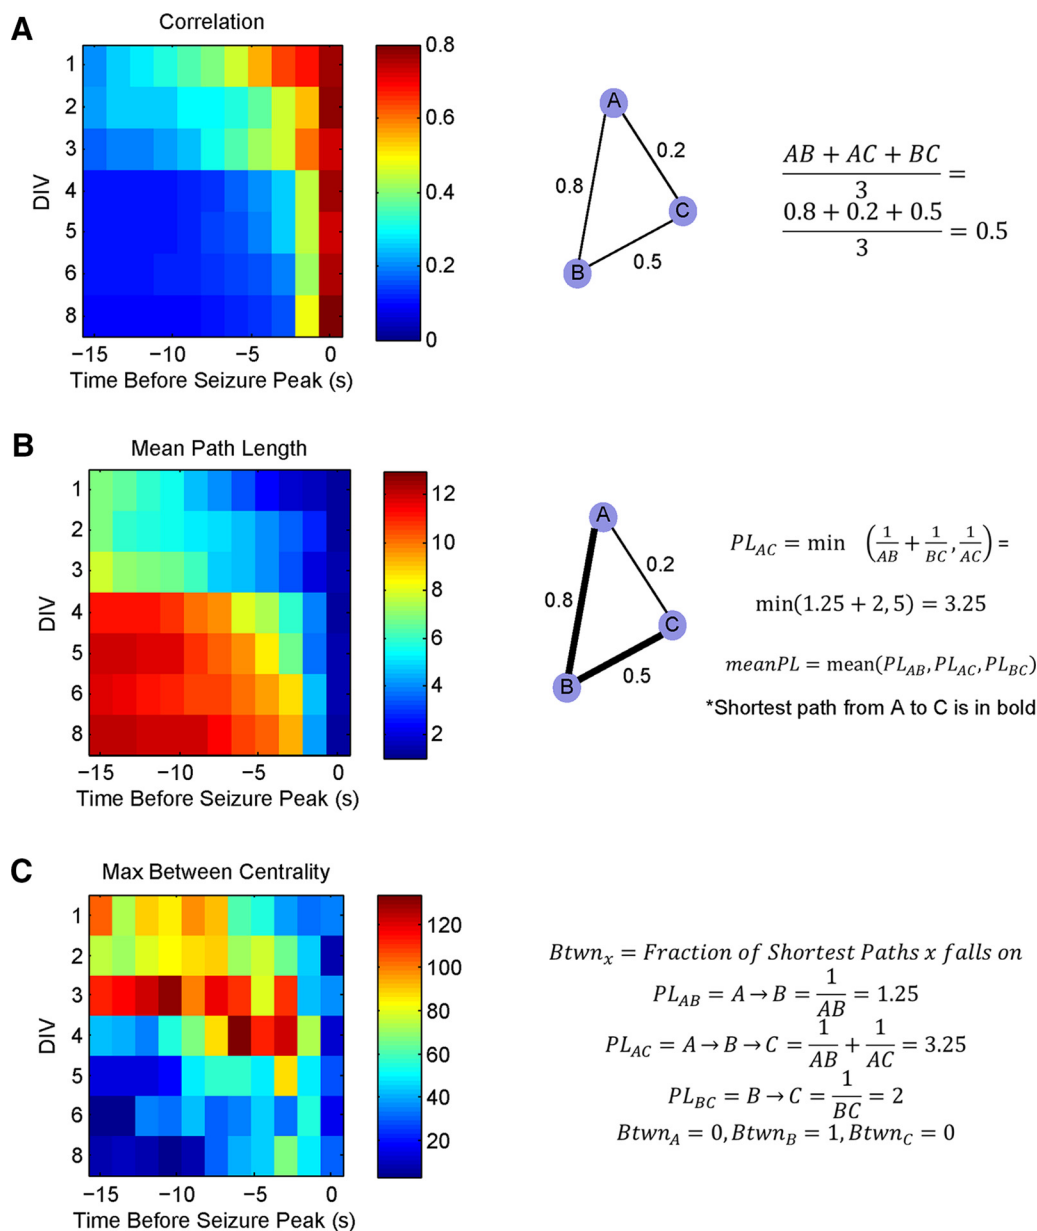 A
Correlation
DIV
1
2
3
4
5
6
8
−15 −10 −5 0
Time Before Seizure Peak (s)
0.8
0.6
0.4
0.2
0
A
0.2
0.8
C
B
0.5
AB + AC + BC
3
=
0.8 + 0.2 + 0.5
3
= 0.5
B
Mean Path Length
DIV
1
2
3
4
5
6
8
−15 −10 −5 0
Time Before Seizure Peak (s)
12
10
8
6
4
2
A
0.2
0.8
C
B
0.5
PL_AC = min (1/AB + 1/BC, 1/AC) =
min(1.25 + 2, 5) = 3.25
meanPL = mean(PL_AB, PL_AC, PL_BC)
*Shortest path from A to C is in bold
C
Max Between Centrality
DIV
1
2
3
4
5
6
8
−15 −10 −5 0
Time Before Seizure Peak (s)
120
100
80
60
40
20
Btwn_x = Fraction of Shortest Paths x falls on
PL_AB = A → B = 1/AB = 1.25
PL_AC = A → B → C = 1/AB + 1/AC = 3.25
PL_BC = B → C = 1/BC = 2
Btwn_A = 0, Btwn_B = 1, Btwn_C = 0